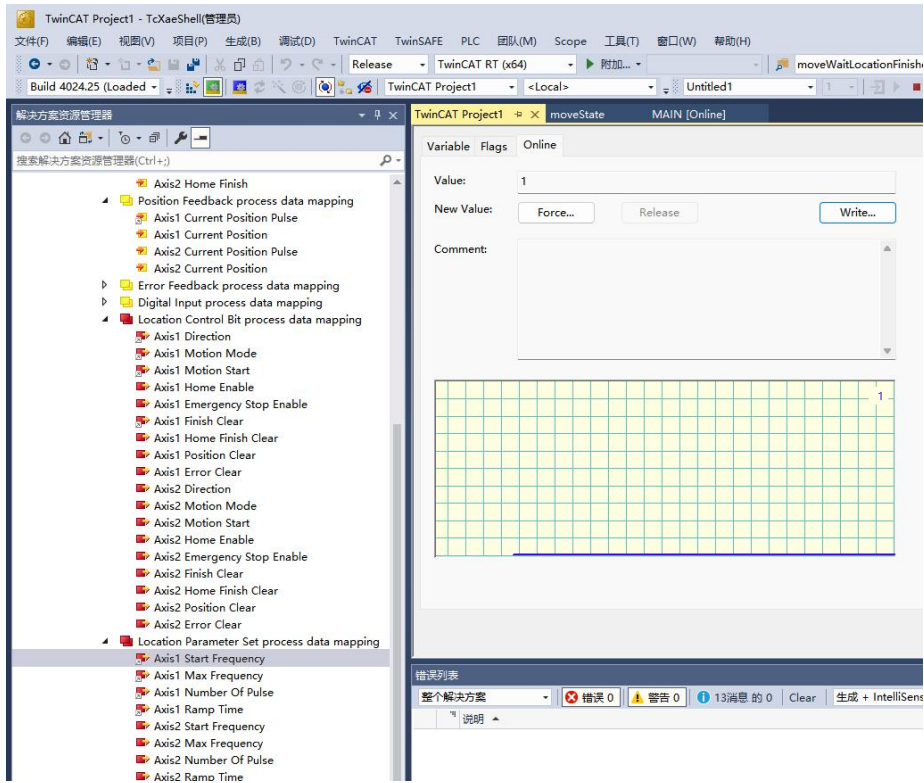 TwinCAT Project1 - TcXaeShell(管理员)
文件(F) 编辑(E) 视图(V) 项目(P) 生成(B) 调试(D) TwinCAT TwinSAFE PLC 团队(M) Scope 工具(T) 窗口(W) 帮助(H)
Release TwinCAT RT (x64) 附加... moveWaitLocationFinishe
Build 4024.25 (Loaded TwinCAT Project1 <Local> Untitled1 1
解决方案资源管理器
搜索解决方案资源管理器(Ctrl+;)
Axis2 Home Finish
Position Feedback process data mapping
Axis1 Current Position Pulse
Axis1 Current Position
Axis2 Current Position Pulse
Axis2 Current Position
Error Feedback process data mapping
Digital Input process data mapping
Location Control Bit process data mapping
Axis1 Direction
Axis1 Motion Mode
Axis1 Motion Start
Axis1 Home Enable
Axis1 Emergency Stop Enable
Axis1 Finish Clear
Axis1 Home Finish Clear
Axis1 Position Clear
Axis1 Error Clear
Axis2 Direction
Axis2 Motion Mode
Axis2 Motion Start
Axis2 Home Enable
Axis2 Emergency Stop Enable
Axis2 Finish Clear
Axis2 Home Finish Clear
Axis2 Position Clear
Axis2 Error Clear
Location Parameter Set process data mapping
Axis1 Start Frequency
Axis1 Max Frequency
Axis1 Number Of Pulse
Axis1 Ramp Time
Axis2 Start Frequency
Axis2 Max Frequency
Axis2 Number Of Pulse
Axis2 Ramp Time
TwinCAT Project1 moveState MAIN [Online]
Variable Flags Online
Value: 1
New Value: Force... Release Write...
Comment:
1
错误列表
整个解决方案 错误 0 警告 0 13消息 的 0 Clear 生成 + IntelliSens
说明